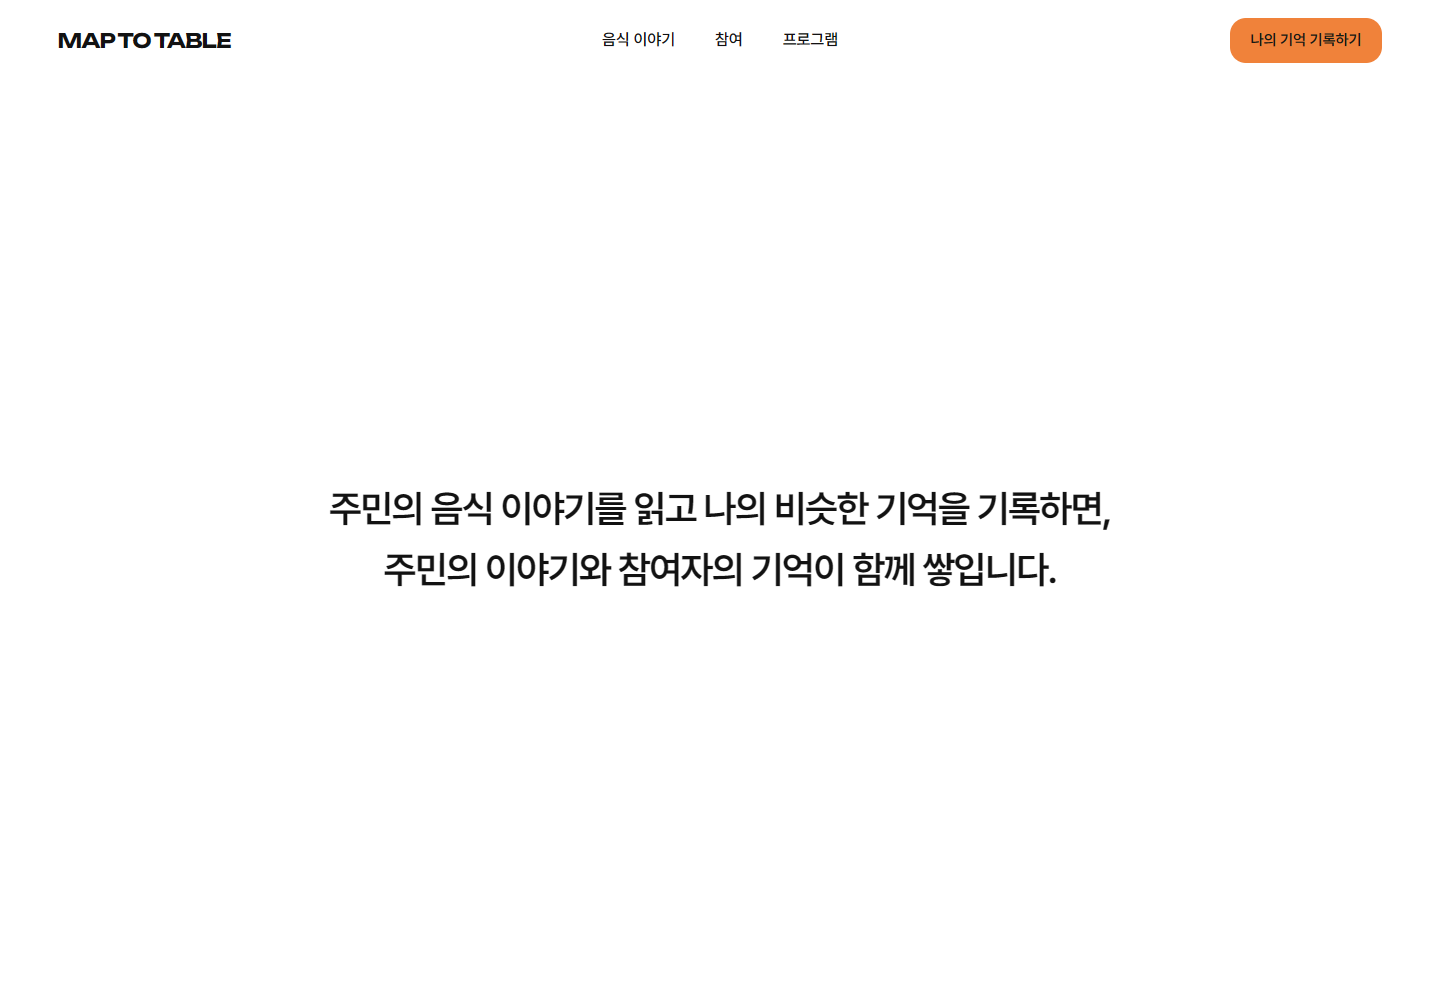 MAP TO TABLE
음식 이야기
참여
프로그램
나의 기억 기록하기
주민의 음식 이야기를 읽고 나의 비슷한 기억을 기록하면,
주민의 이야기와 참여자의 기억이 함께 쌓입니다.